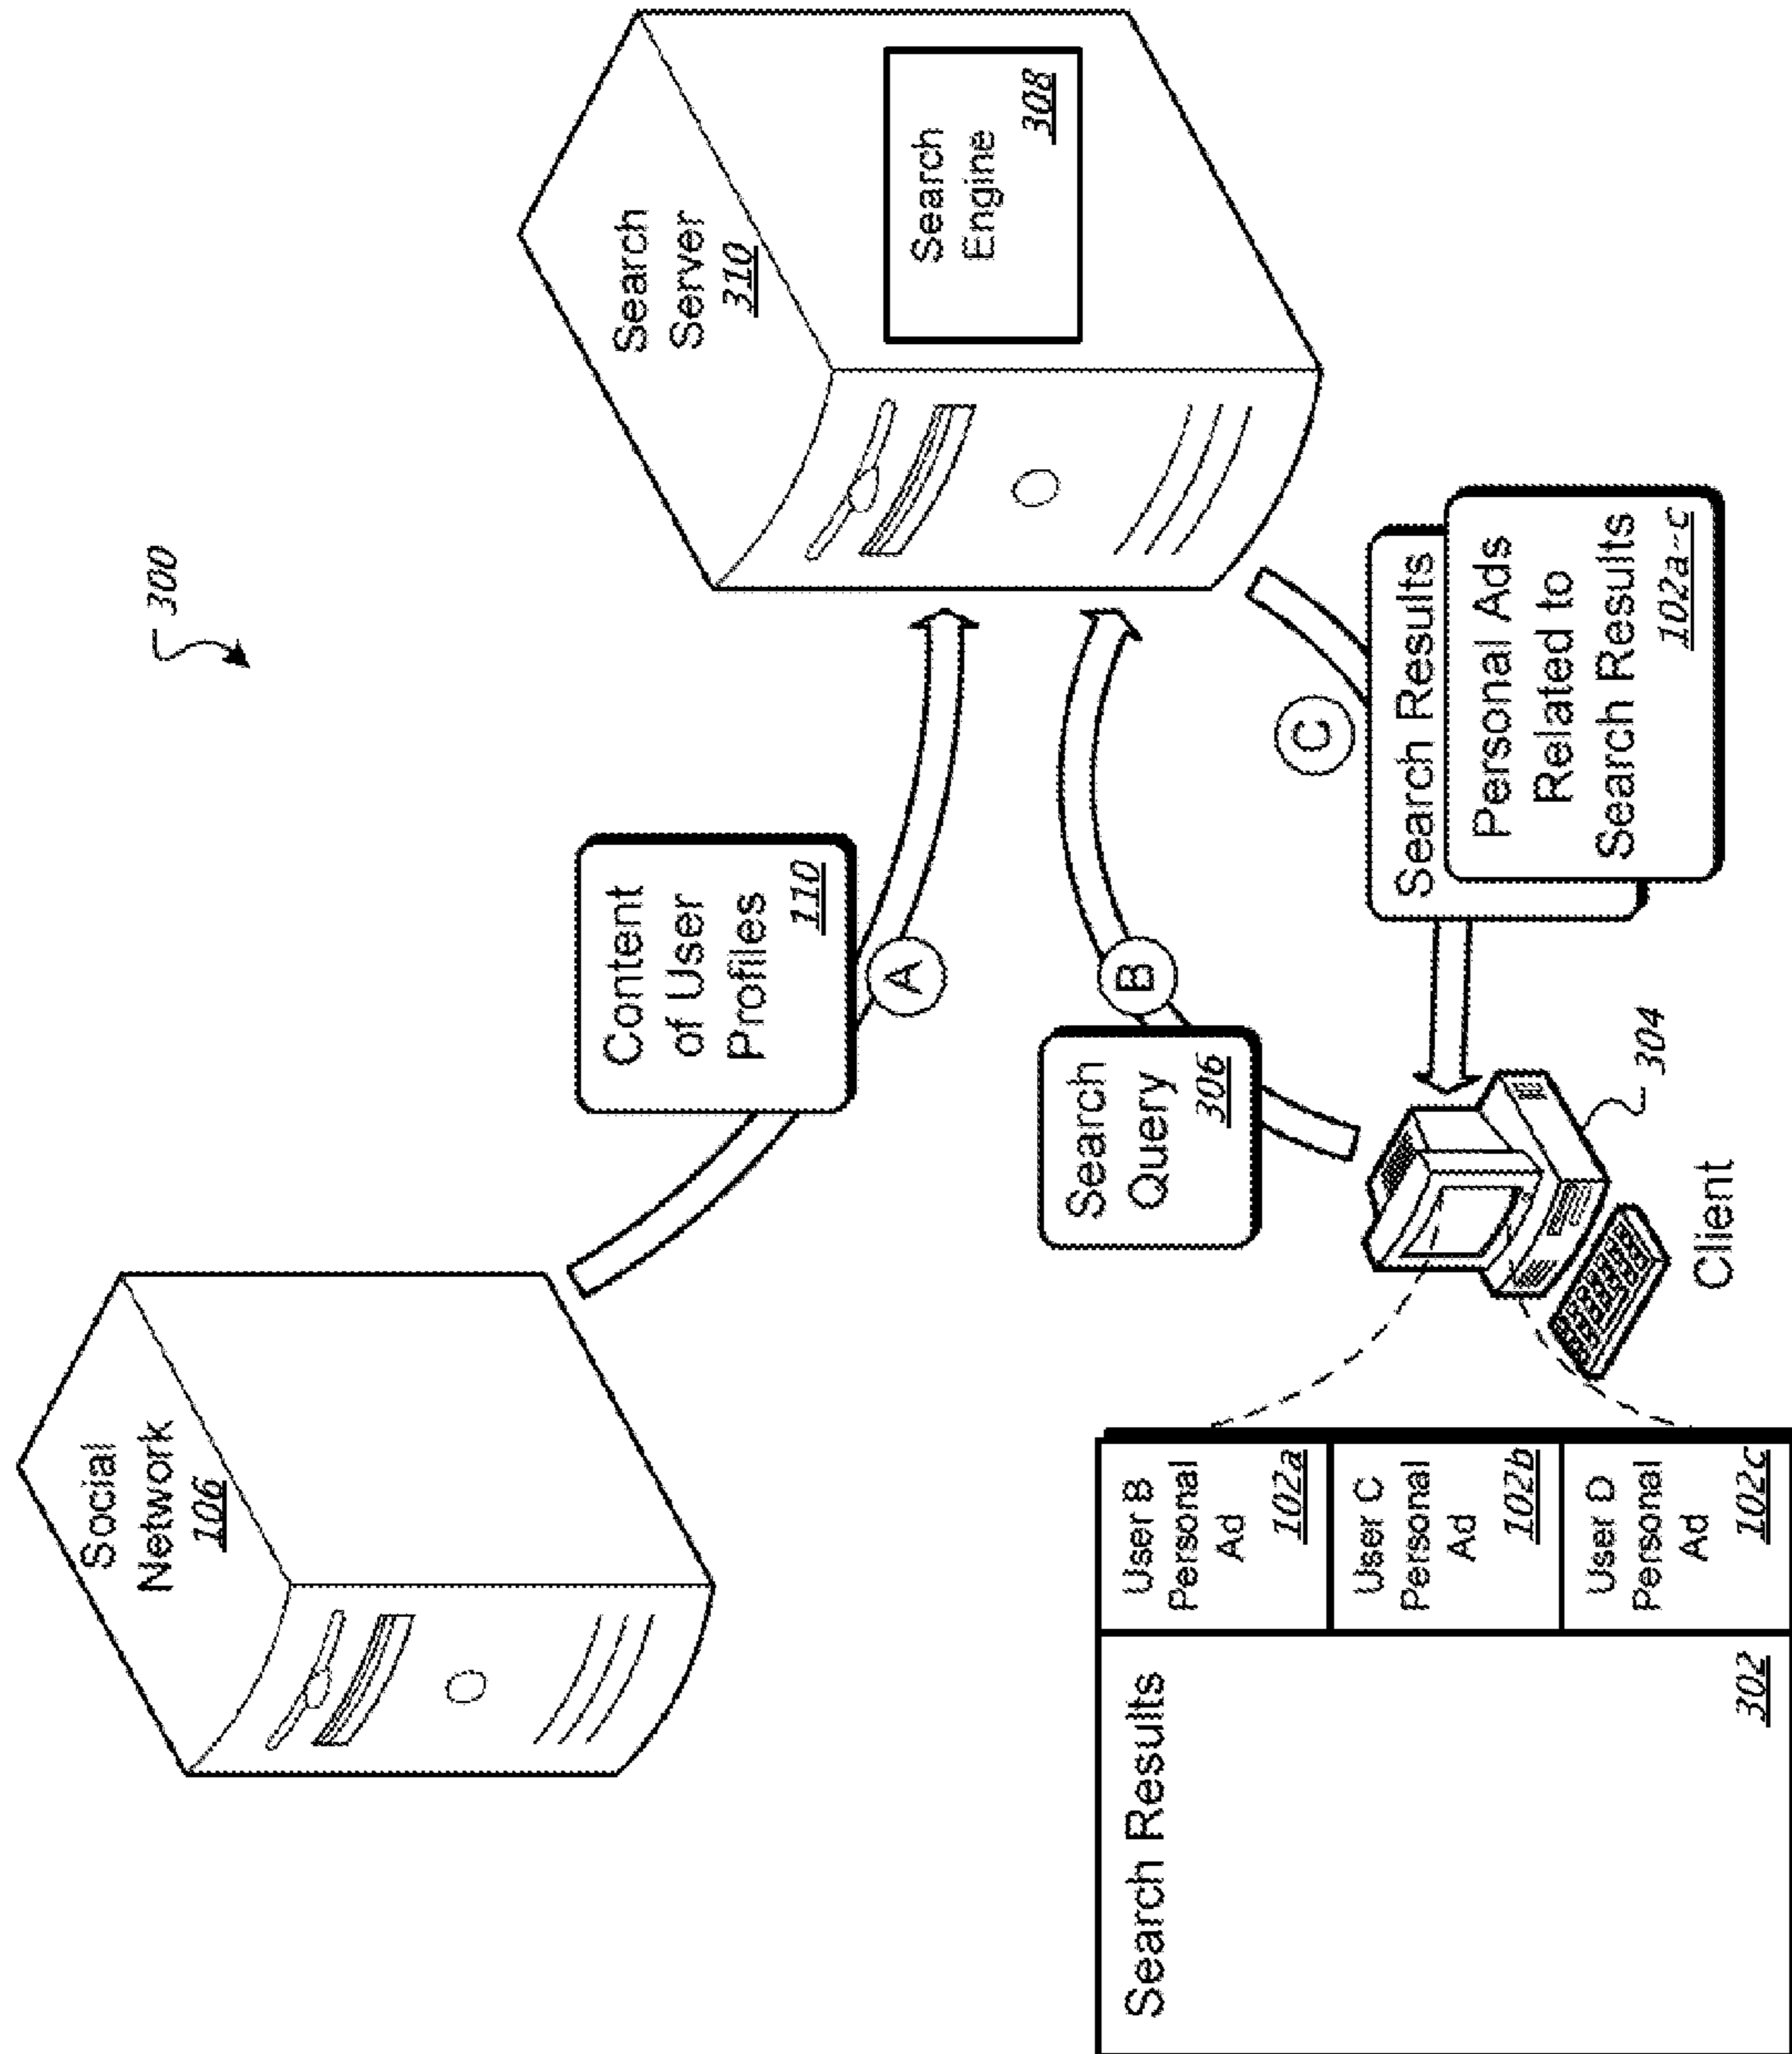 300
Social
Network
106
Content
of User
Profiles
110
A
Search
Server
310
Search
Engine
308
Search
Query
306
B
C
Search Results
Personal Ads
Related to
Search Results
102a-c
304
Client
Search Results
302
User B
Personal
Ad
102a
User C
Personal
Ad
102b
User D
Personal
Ad
102c